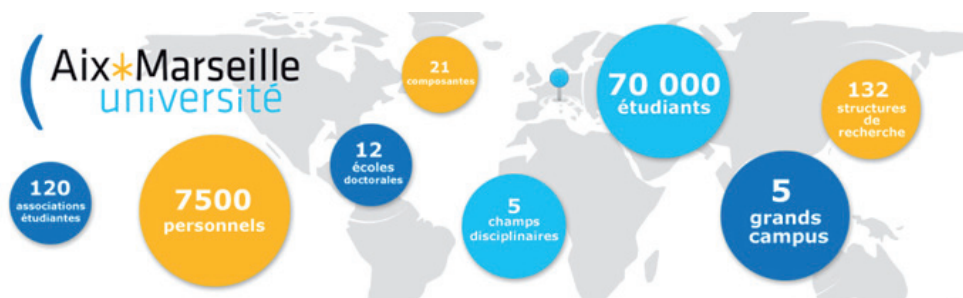 Aix*Marseille
université
120
associations
étudiantes
7500
personnels
12
écoles
doctorales
21
composantes
5
champs
disciplinaires
70 000
étudiants
5
grands
campus
132
structures
de
recherche